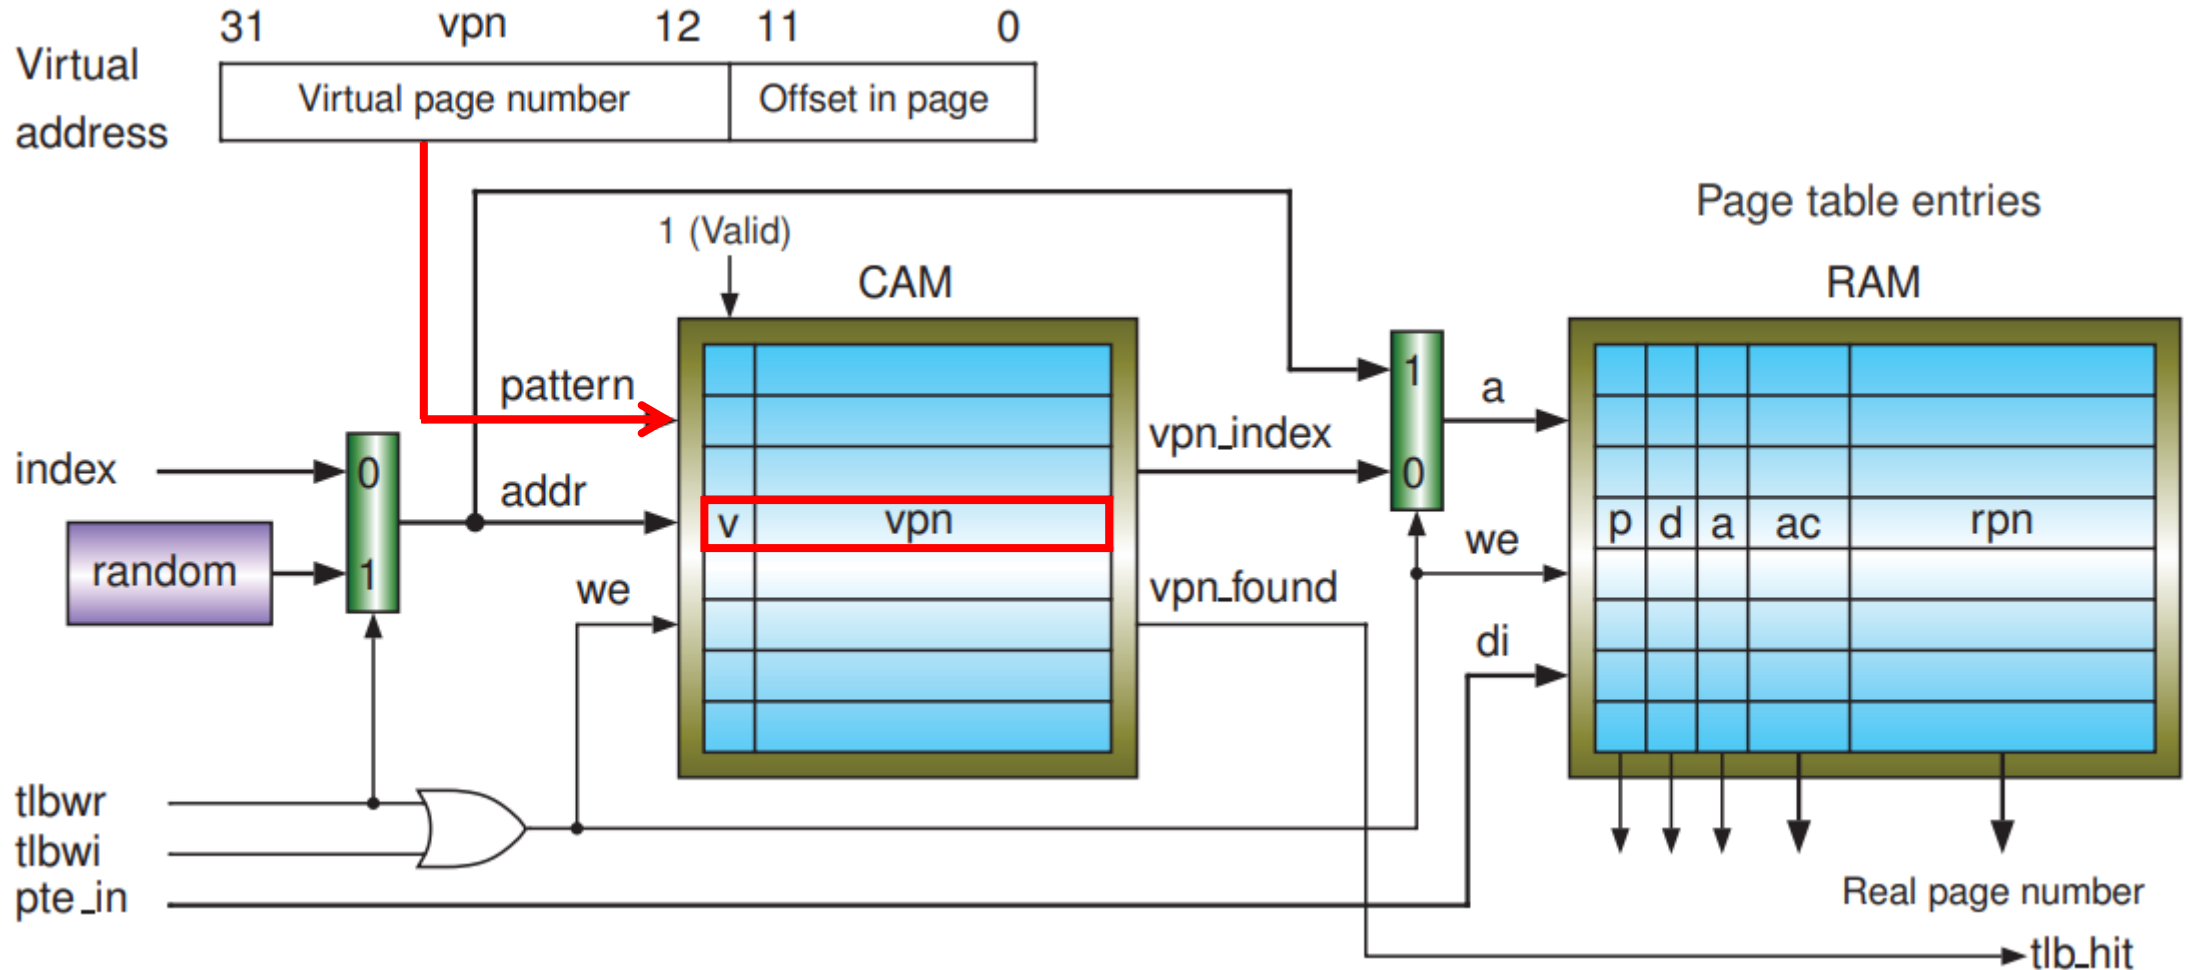 31 vpn 12 11 0
Virtual
address
Virtual page number
Offset in page
Page table entries
1 (Valid)
CAM
RAM
pattern
1
a
vpn_index
index
0
0
addr
v
vpn
p d a ac rpn
we
random
1
we
vpn_found
di
tlbwr
tlbwi
pte_in
Real page number
tlb_hit